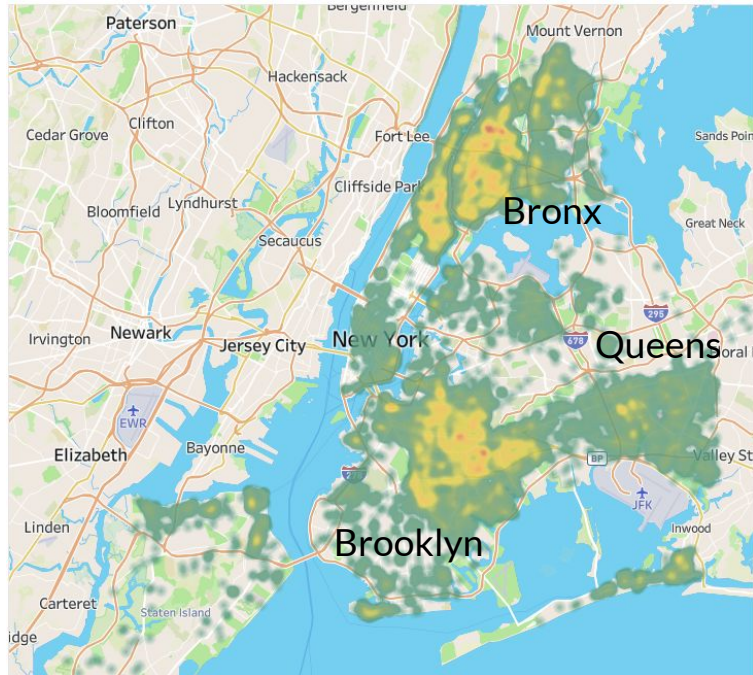 Bergenfield
Paterson
Mount Vernon
Hackensack
Cedar Grove
Clifton
Fort Lee
Sands Poin
Cliffside Park
Bloomfield
Lyndhurst
Bronx
Great Neck
Secaucus
295
Irvington
Newark
New York
678
Queens
Jersey City
oral
EWR
Elizabeth
Bayonne
BP
Valley St
278
JFK
Linden
Inwood
Brooklyn
Carteret
Staten Island
idge